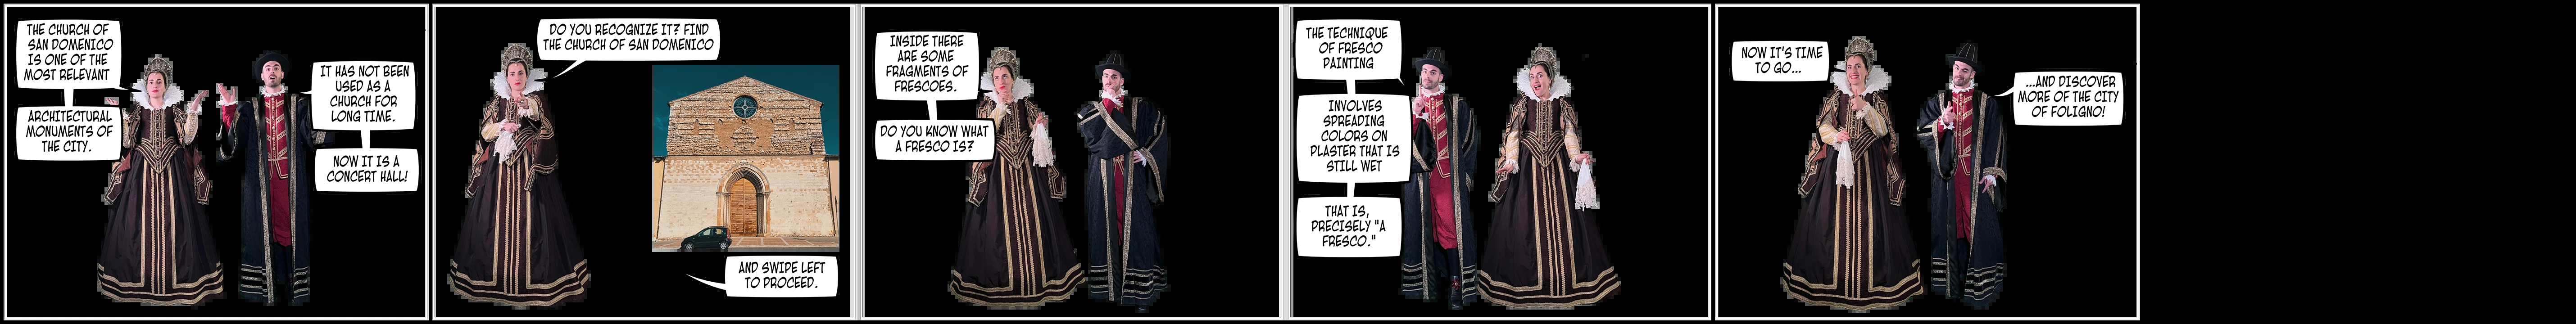 THE CHURCH OF
SAN DOMENICO
IS ONE OF THE
MOST RELEVANT
ARCHITECTURAL
MONUMENTS OF
THE CITY.
IT HAS NOT BEEN
USED AS A
CHURCH FOR
LONG TIME.
NOW IT IS A
CONCERT HALL!
DO YOU RECOGNIZE IT? FIND
THE CHURCH OF SAN DOMENICO
AND SWIPE LEFT
TO PROCEED.
INSIDE THERE
ARE SOME
FRAGMENTS OF
FRESCOES.
DO YOU KNOW WHAT
A FRESCO IS?
THE TECHNIQUE
OF FRESCO
PAINTING
INVOLVES
SPREADING
COLORS ON
PLASTER THAT IS
STILL WET
THAT IS,
PRECISELY "A
FRESCO."
NOW IT'S TIME
TO GO...
...AND DISCOVER
MORE OF THE CITY
OF FOLIGNO!